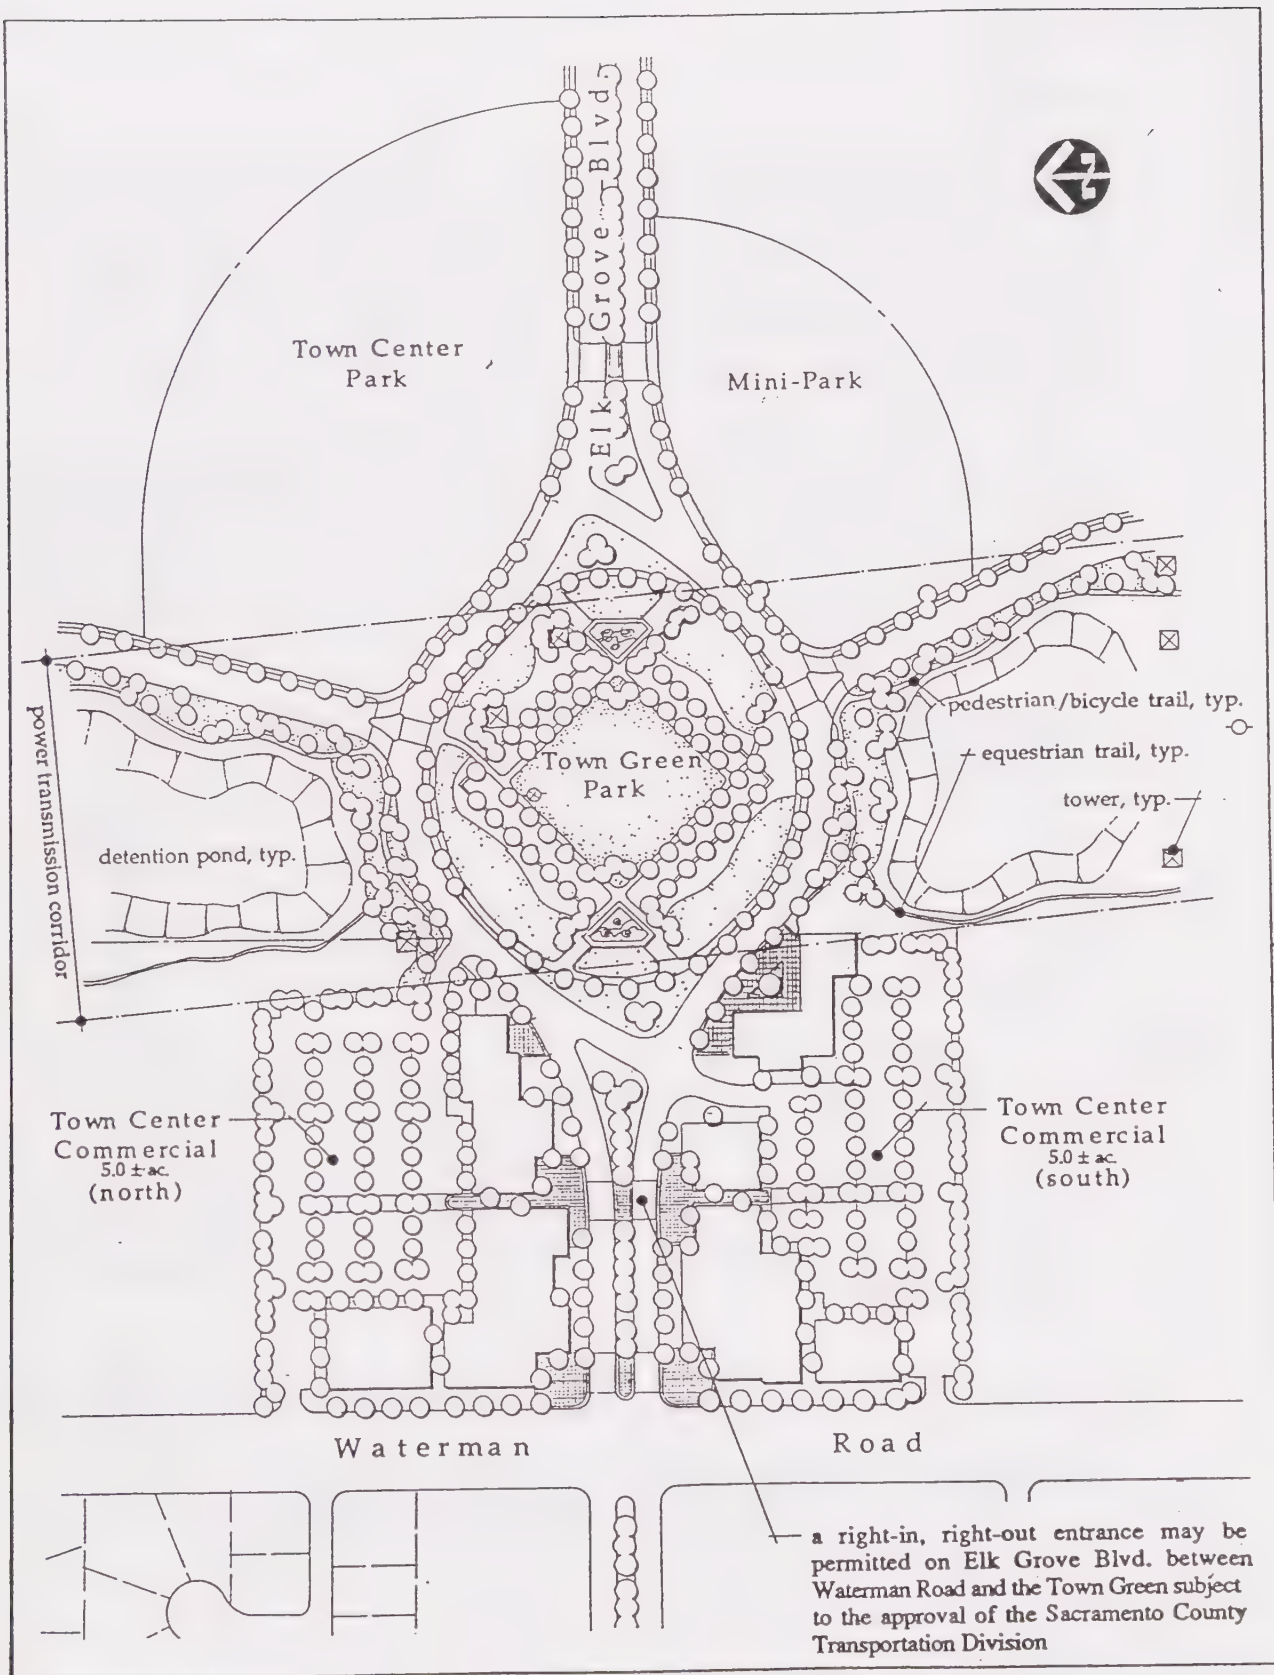 Elk Grove Blvd.
Town Center
Park
Mini-Park
Town Green
Park
pedestrian/bicycle trail, typ.
equestrian trail, typ.
tower, typ.
power transmission corridor
detention pond, typ.
Town Center
Commercial
5.0 ± ac.
(north)
Town Center
Commercial
5.0 ± ac.
(south)
Waterman Road
a right-in, right-out entrance may be
permitted on Elk Grove Blvd. between
Waterman Road and the Town Green subject
to the approval of the Sacramento County
Transportation Division